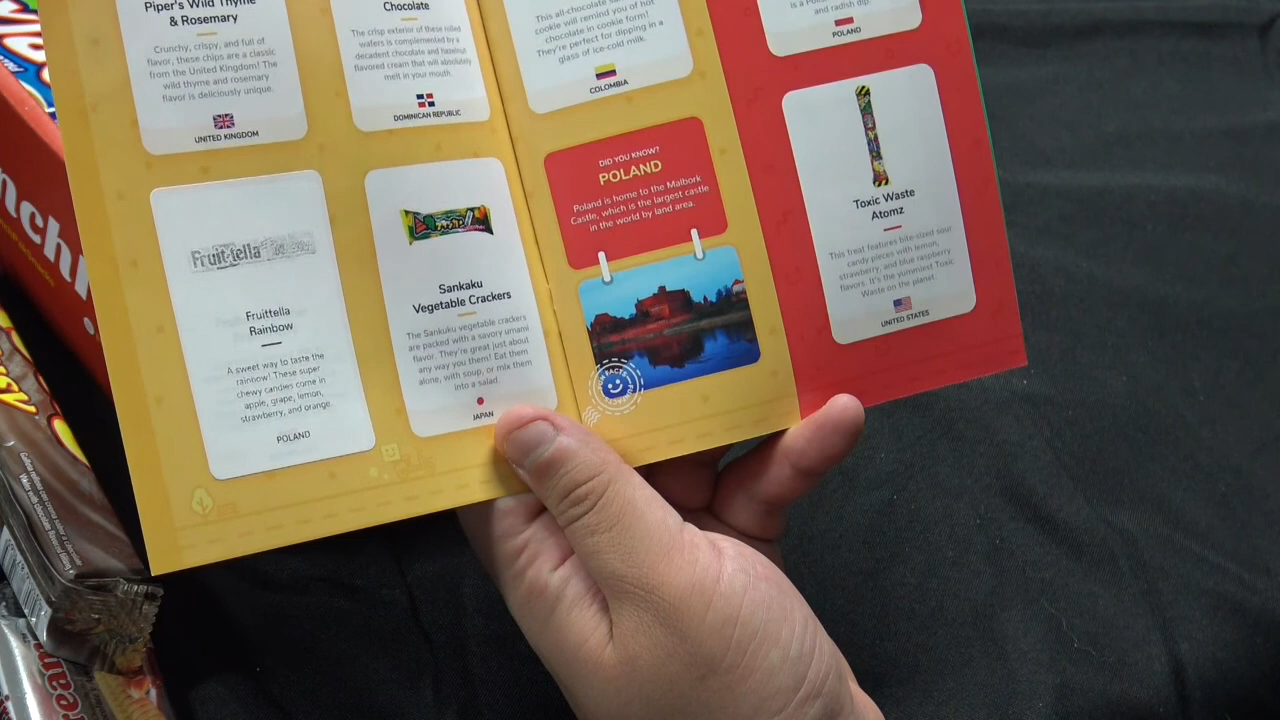 Piper's Wild Thyme
& Rosemary
Crunchy, crispy, and full of
flavor, these chips are a classic
from the United Kingdom! The
wild thyme and rosemary
flavor is deliciously unique.
UNITED KINGDOM
Chocolate
The crisp exterior of these rolled
wafers is complemented by a
decadent chocolate and hazelnut
flavored cream that will absolutely
melt in your mouth.
DOMINICAN REPUBLIC
This all-chocolate
cookie will remind you of hot
chocolate in cookie form!
They're perfect for dipping in a
glass of ice-cold milk.
COLOMBIA
and radish dip.
POLAND
Fruit-tella
Fruittella
Rainbow
A sweet way to taste the
rainbow! These super
chewy candies come in
apple, grape, lemon,
strawberry, and orange.
POLAND
Sankaku
Vegetable Crackers
The Sankaku vegetable crackers
are packed with a savory umami
flavor. They're great just about
any way you them! Eat them
alone, with soup, or mix them
into a salad.
JAPAN
DID YOU KNOW?
POLAND
Poland is home to the Malbork
Castle, which is the largest castle
in the world by land area.
FUN FACTS
Toxic Waste
Atomz
This treat features bite-sized sour
candy pieces with lemon,
strawberry, and blue raspberry
flavors. It's the yummiest Toxic
Waste on the planet.
UNITED STATES